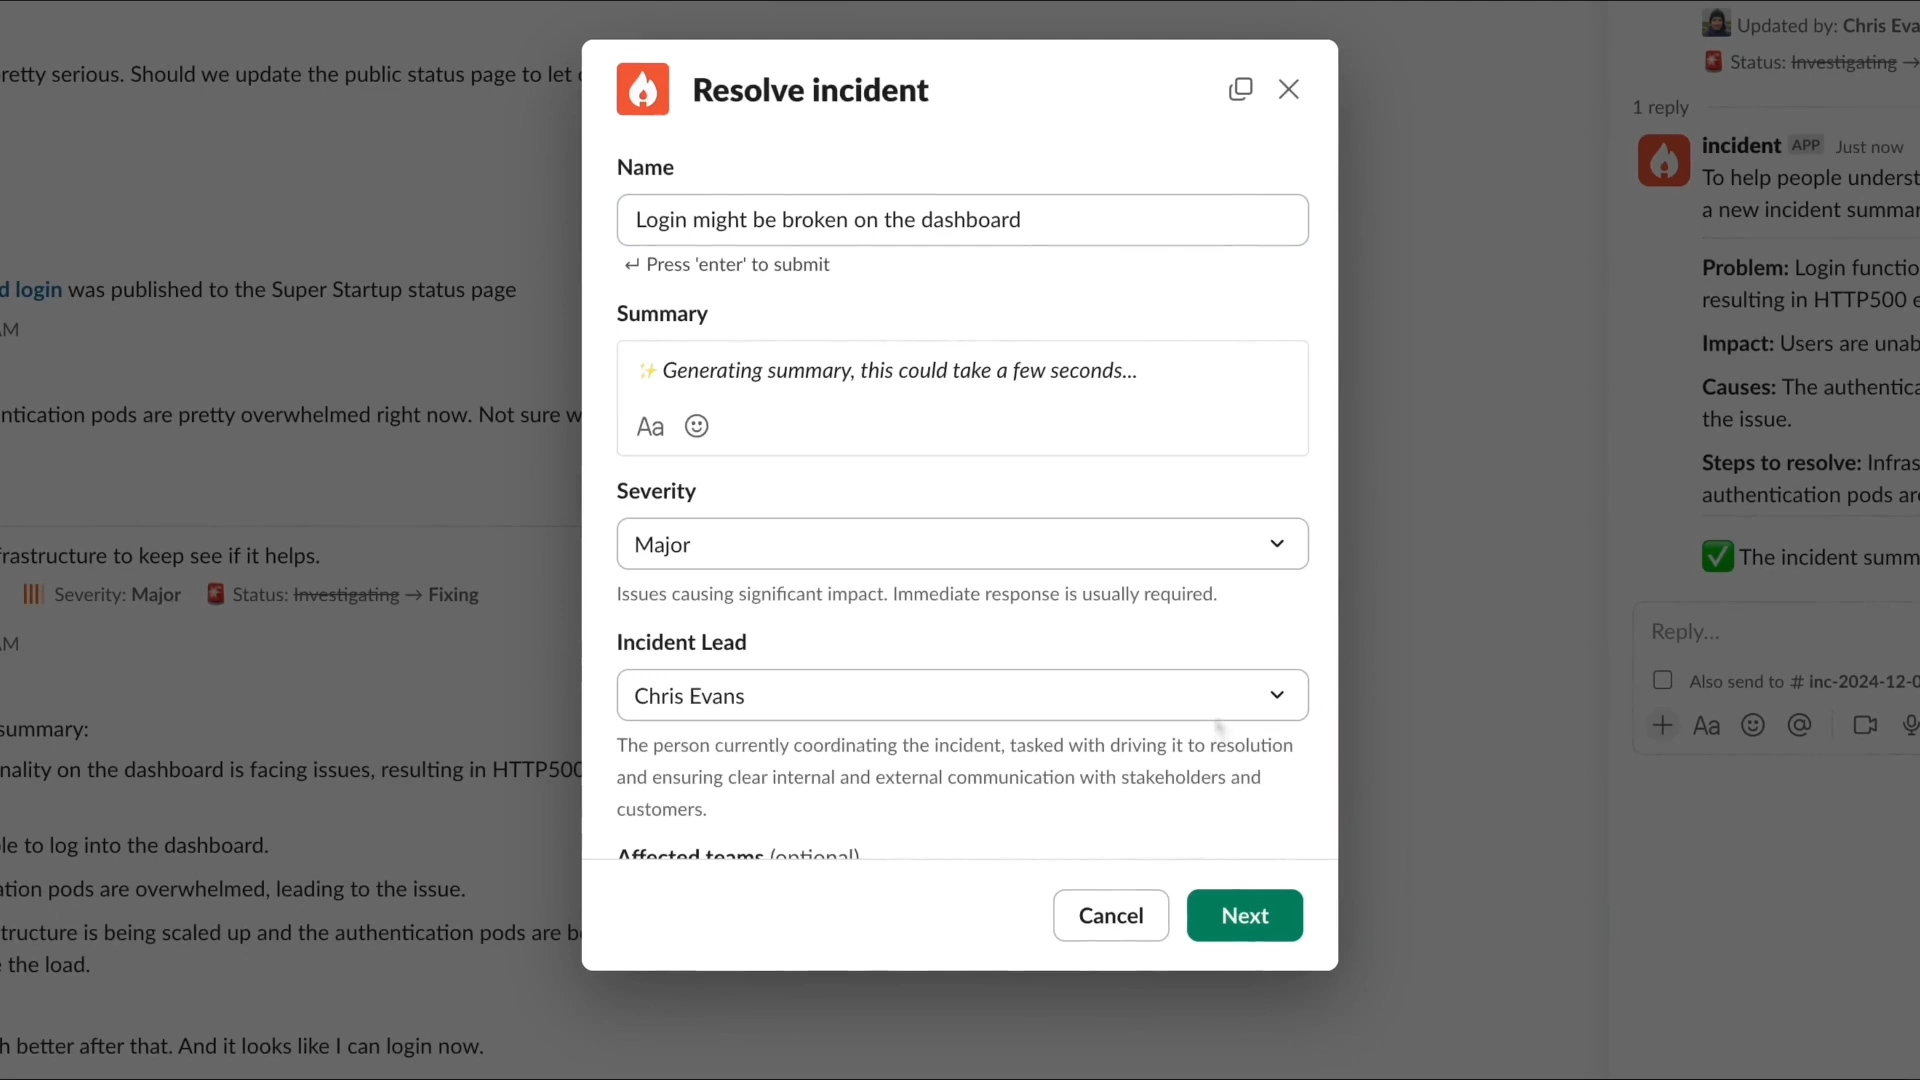 retty serious. Should we update the public status page to let
d login was published to the Super Startup status page
AM
ntication pods are pretty overwhelmed right now. Not sure w
frastructure to keep see if it helps.
Severity: Major Status: Investigating → Fixing
AM
summary:
nality on the dashboard is facing issues, resulting in HTTP500
le to log into the dashboard.
ation pods are overwhelmed, leading to the issue.
tructure is being scaled up and the authentication pods are be
the load.
h better after that. And it looks like I can login now.
Resolve incident
Name
Login might be broken on the dashboard
↵ Press 'enter' to submit
Summary
✨ Generating summary, this could take a few seconds...
Aa
Severity
Major
Issues causing significant impact. Immediate response is usually required.
Incident Lead
Chris Evans
The person currently coordinating the incident, tasked with driving it to resolution
and ensuring clear internal and external communication with stakeholders and
customers.
Affected teams (optional)
Cancel
Next
Updated by: Chris Eva
Status: Investigating →
1 reply
incident APP Just now
To help people underst
a new incident summar
Problem: Login functio
resulting in HTTP500 e
Impact: Users are unab
Causes: The authentica
the issue.
Steps to resolve: Infras
authentication pods are
✅ The incident summ
Reply...
Also send to # inc-2024-12-0
+ Aa @